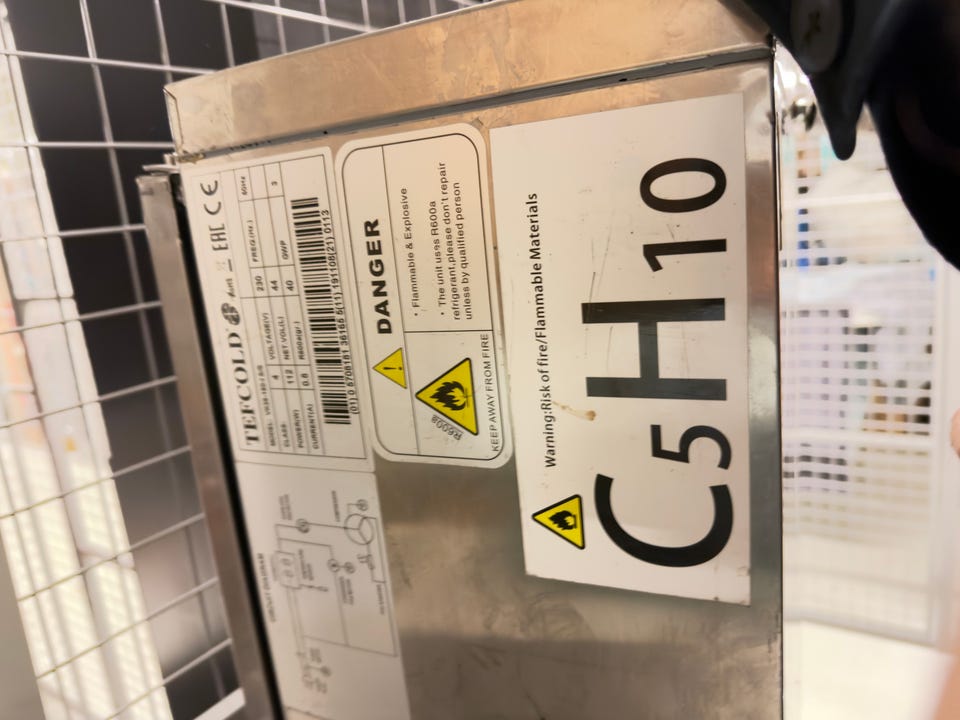 TEFCOLD
EAC CE
MODEL:
CLASS: 4 VOLTAGE(V) 230 FREQ.(Hz)
POWER(W) 112 NET VOL(L) 44 GWP 3
CURRENT(A) 0.8 R600a(gr.) 40
(01) 0 5708181 36165 5(11) 191108(21) 0113
CIRCUIT DIAGRAM
DANGER
• Flammable & Explosive
• The unit uses R600a
refrigerant,please don't repair
unless by qualified person
R600a
KEEP AWAY FROM FIRE
Warning:Risk of fire/Flammable Materials
C5H10